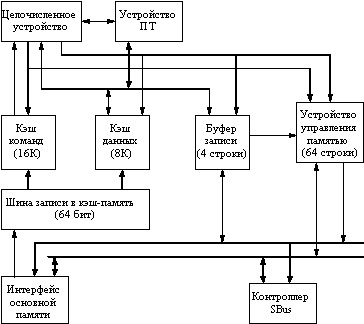 Целочисленное
устройство
Устройство
ПТ
Кэш
команд
(16К)
Кэш
данных
(8К)
Буфер
записи
(4 строки)
Устройство
управления
памятью
(64 строки)
Шина записи в кэш-память
(64 бит)
Интерфейс
основной
памяти
Контроллер
SBus